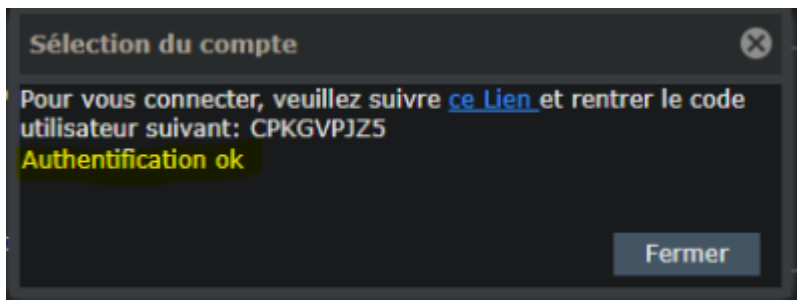 Sélection du compte
Pour vous connecter, veuillez suivre ce Lien et rentrer le code
utilisateur suivant: CPKGVPJZ5
Authentification ok
Fermer